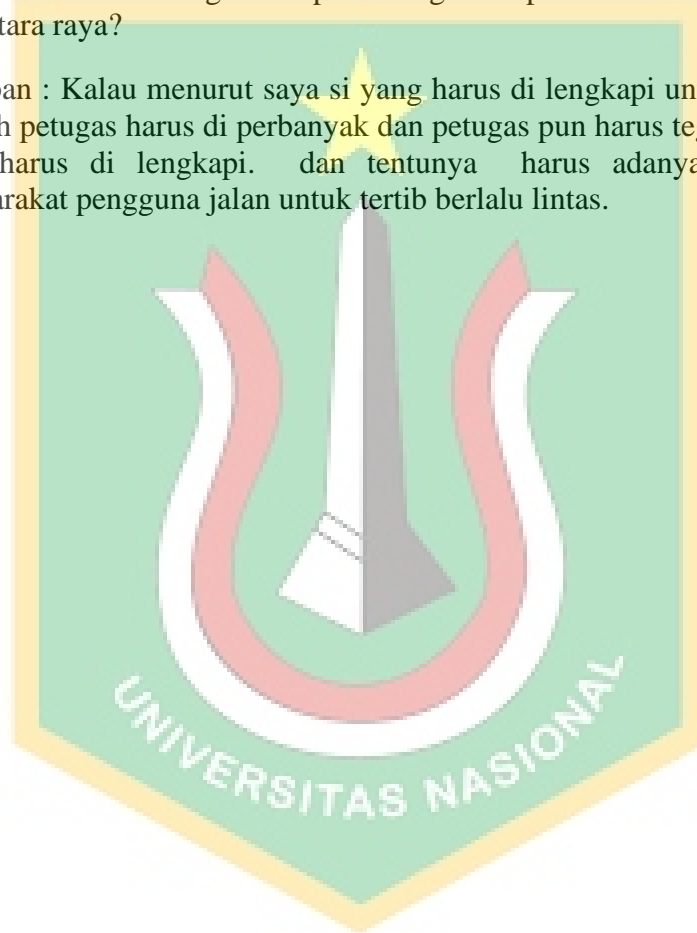 tara raya?
an : Kalau menurut saya si yang harus di lengkapi un
h petugas harus di perbanyak dan petugas pun harus teg
harus di lengkapi. dan tentunya harus adanya
arakat pengguna jalan untuk tertib berlalu lintas.
UNIVERSITAS NASIONAL